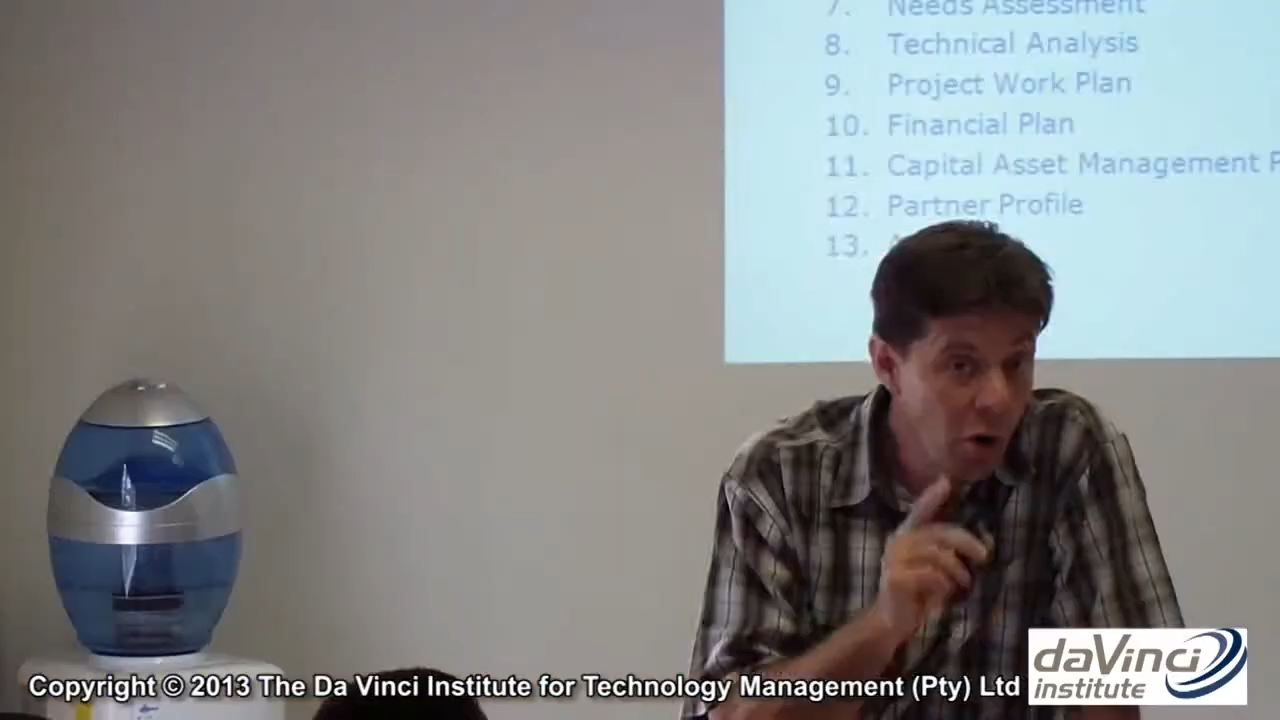 7. Needs Assessment
8. Technical Analysis
9. Project Work Plan
10. Financial Plan
11. Capital Asset Management P
12. Partner Profile
13.
Copyright © 2013 The Da Vinci Institute for Technology Management (Pty) Ltd
daVinci
institute